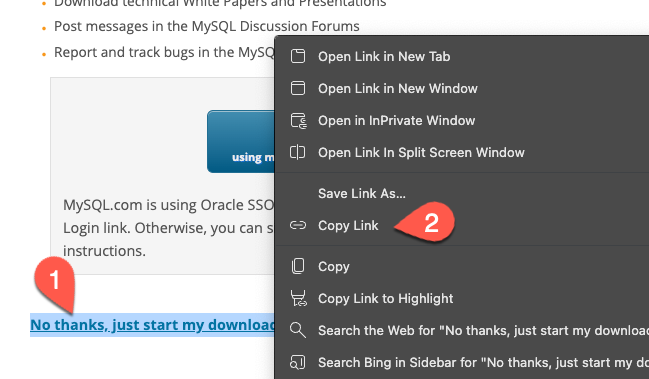 Download technical White Papers and Presentations
Post messages in the MySQL Discussion Forums
Report and track bugs in the MySQ
using m
MySQL.com is using Oracle SSO
Login link. Otherwise, you can s
instructions.
1
No thanks, just start my download
Open Link in New Tab
Open Link in New Window
Open in InPrivate Window
Open Link In Split Screen Window
Save Link As...
Copy Link
2
Copy
Copy Link to Highlight
Search the Web for "No thanks, just start my download
Search Bing in Sidebar for "No thanks, just start my do